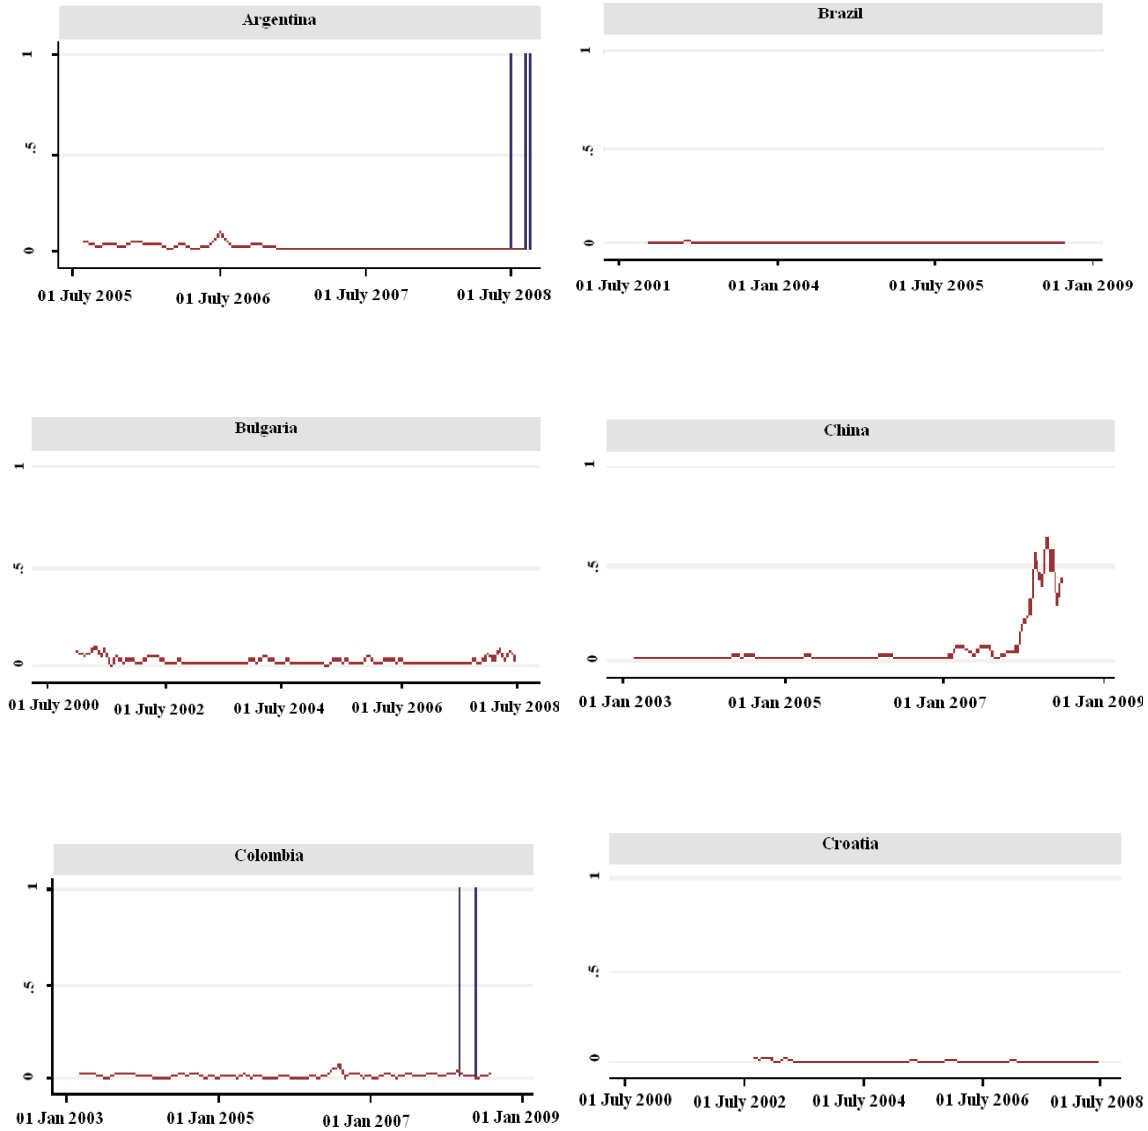 Argentina
1
.5
0
01 July 2005 01 July 2006 01 July 2007 01 July 2008
Brazil
1
.5
0
01 July 2001 01 Jan 2004 01 July 2005 01 Jan 2009
Bulgaria
1
.5
0
01 July 2000 01 July 2002 01 July 2004 01 July 2006 01 July 2008
China
1
.5
0
01 Jan 2003 01 Jan 2005 01 Jan 2007 01 Jan 2009
Colombia
1
.5
0
01 Jan 2003 01 Jan 2005 01 Jan 2007 01 Jan 2009
Croatia
1
.5
0
01 July 2000 01 July 2002 01 July 2004 01 July 2006 01 July 2008